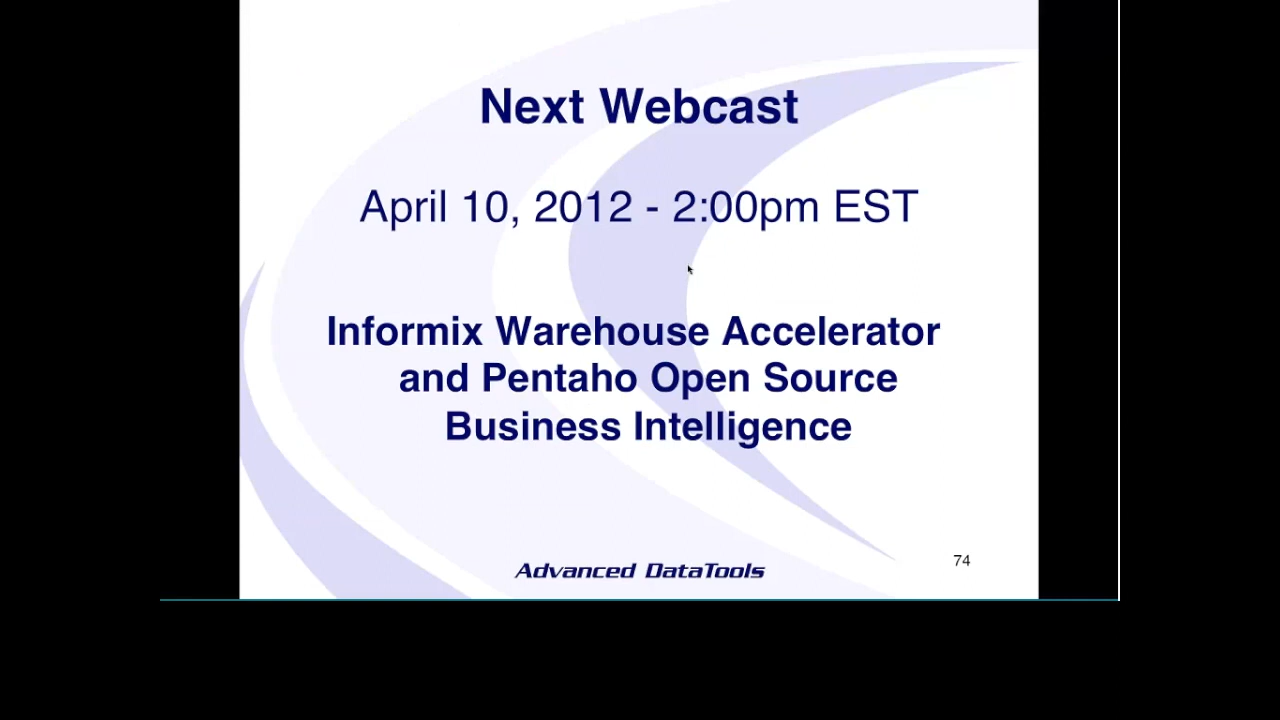 Next Webcast
April 10, 2012 - 2:00pm EST
Informix Warehouse Accelerator
and Pentaho Open Source
Business Intelligence
Advanced DataTools
74